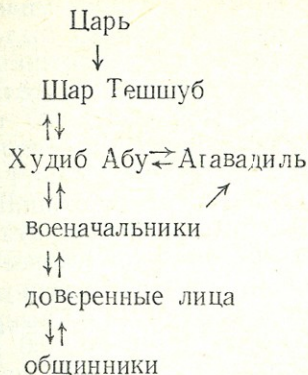 Царь
↓
Шар Тешшуб
↑↓
Худиб Абу⇄Агавадиль
↓↑ ↗
военачальники
↓↑
доверенные лица
↓↑
общинники